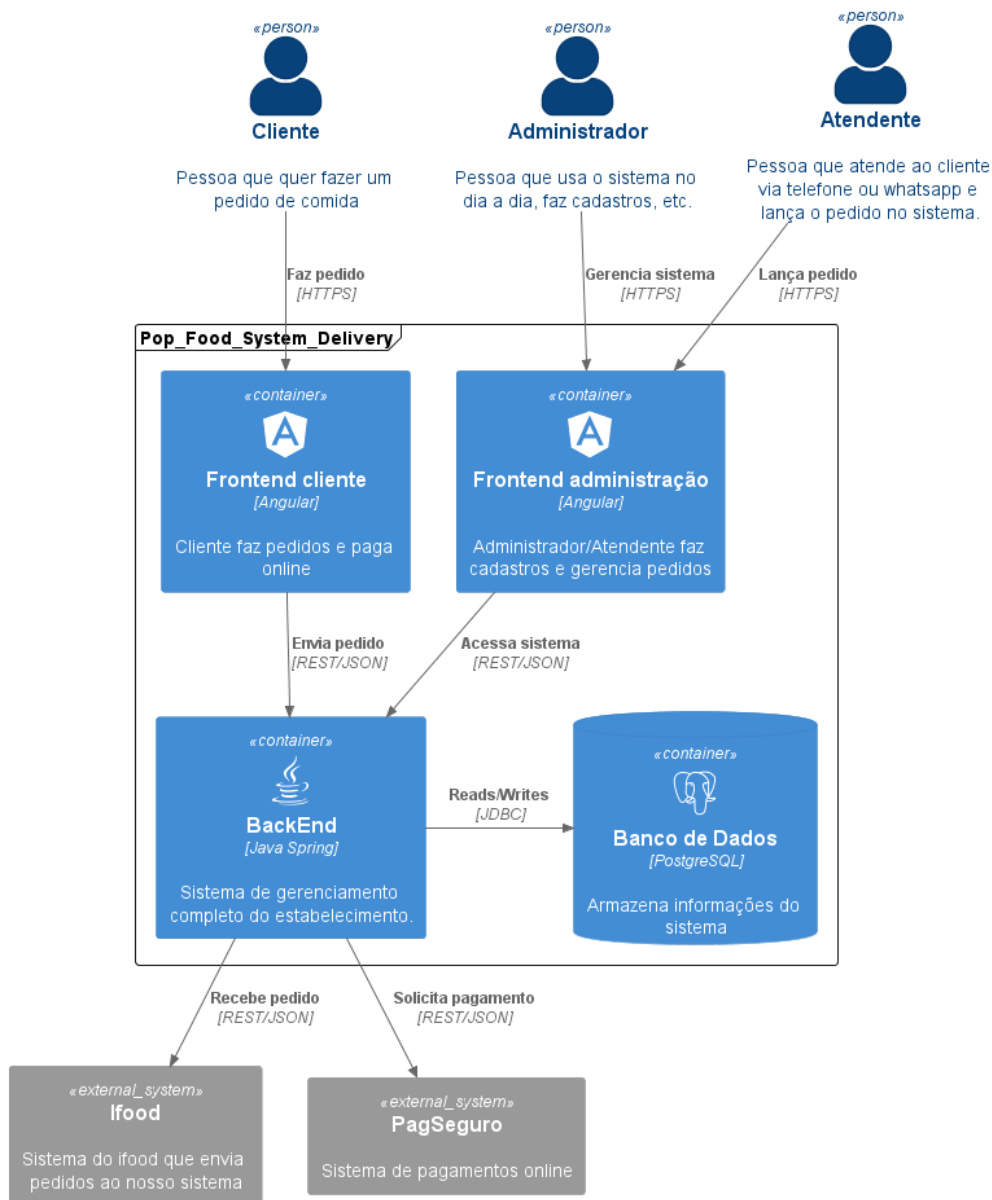 «person»
Cliente
Pessoa que quer fazer um
pedido de comida
«person»
Administrador
Pessoa que usa o sistema no
dia a dia, faz cadastros, etc.
«person»
Atendente
Pessoa que atende ao cliente
via telefone ou whatsapp e
lança o pedido no sistema.
Faz pedido
[HTTPS]
Gerencia sistema
[HTTPS]
Lança pedido
[HTTPS]
Pop_Food_System_Delivery
«container»
Frontend cliente
[Angular]
Cliente faz pedidos e paga
online
«container»
Frontend administração
[Angular]
Administrador/Atendente faz
cadastros e gerencia pedidos
Envia pedido
[REST/JSON]
Acessa sistema
[REST/JSON]
«container»
BackEnd
[Java Spring]
Sistema de gerenciamento
completo do estabelecimento.
Reads/Writes
[JDBC]
«container»
Banco de Dados
[PostgreSQL]
Armazena informações do
sistema
Recebe pedido
[REST/JSON]
Solicita pagamento
[REST/JSON]
«external_system»
Ifood
Sistema do ifood que envia
pedidos ao nosso sistema
«external_system»
PagSeguro
Sistema de pagamentos online